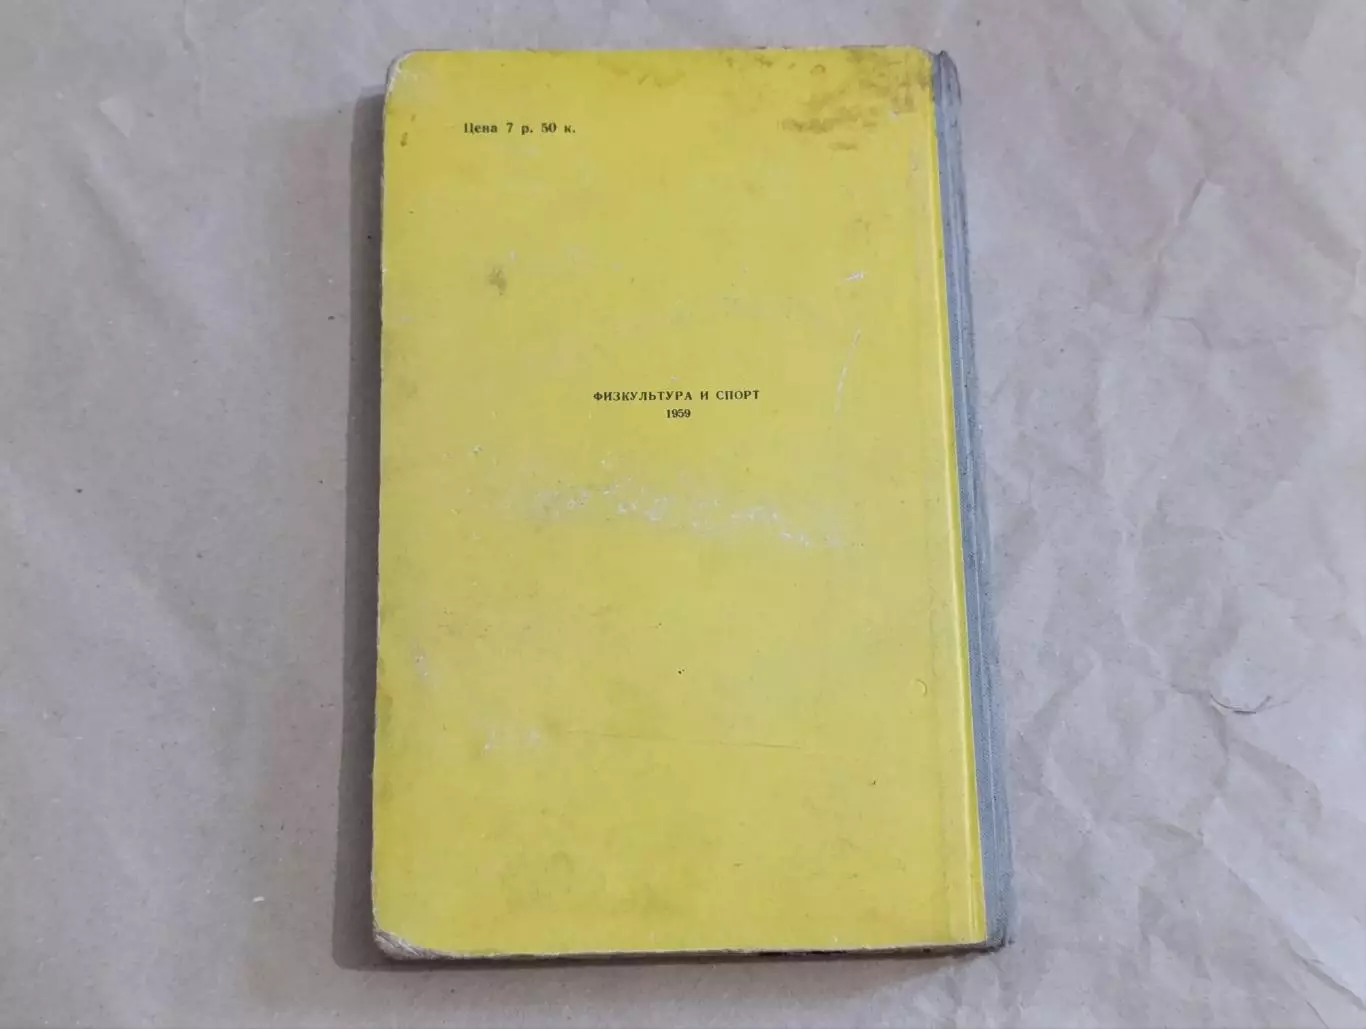 Цена 7 р. 50 к.
ФИЗКУЛЬТУРА И СПОРТ
1959